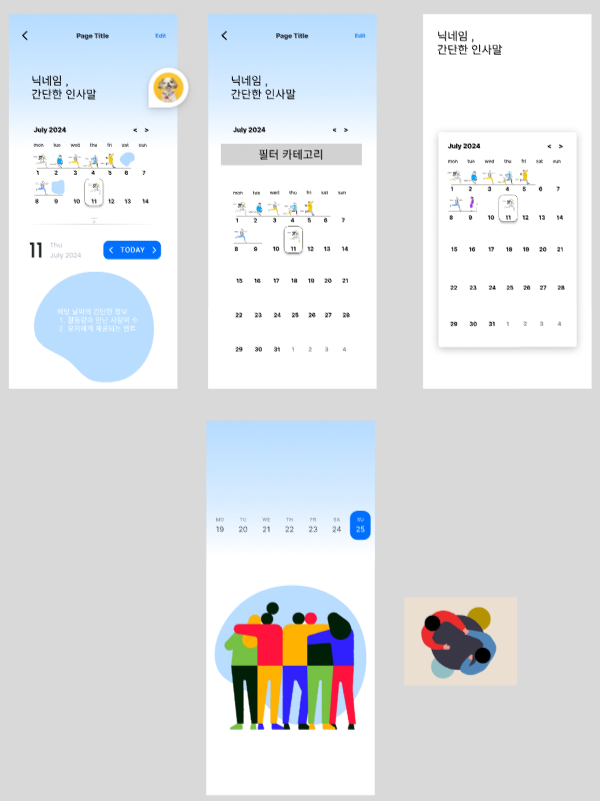 Page Title
Edit
닉네임 ,
간단한 인사말
July 2024
< >
mon tue wed thu fri sat sun
1 2 3 4 5 6 7
8 9 10 11 12 13 14
11
Thu
July 2024
< TODAY >
해당 날짜의 간단한 정보
1. 활동량과 만난 사람의 수
2. 유저에게 제공되는 멘트
Page Title
Edit
닉네임 ,
간단한 인사말
July 2024
< >
필터 카테고리
mon tue wed thu fri sat sun
1 2 3 4 5 6 7
8 9 10 11 12 13 14
15 16 17 18 19 20 21
22 23 24 25 26 27 28
29 30 31 1 2 3 4
닉네임 ,
간단한 인사말
July 2024
< >
mon tue wed thu fri sat sun
1 2 3 4 5 6 7
8 9 10 11 12 13 14
15 16 17 18 19 20 21
22 23 24 25 26 27 28
29 30 31 1 2 3 4
MO TU WE TH FR SA SU
19 20 21 22 23 24 25